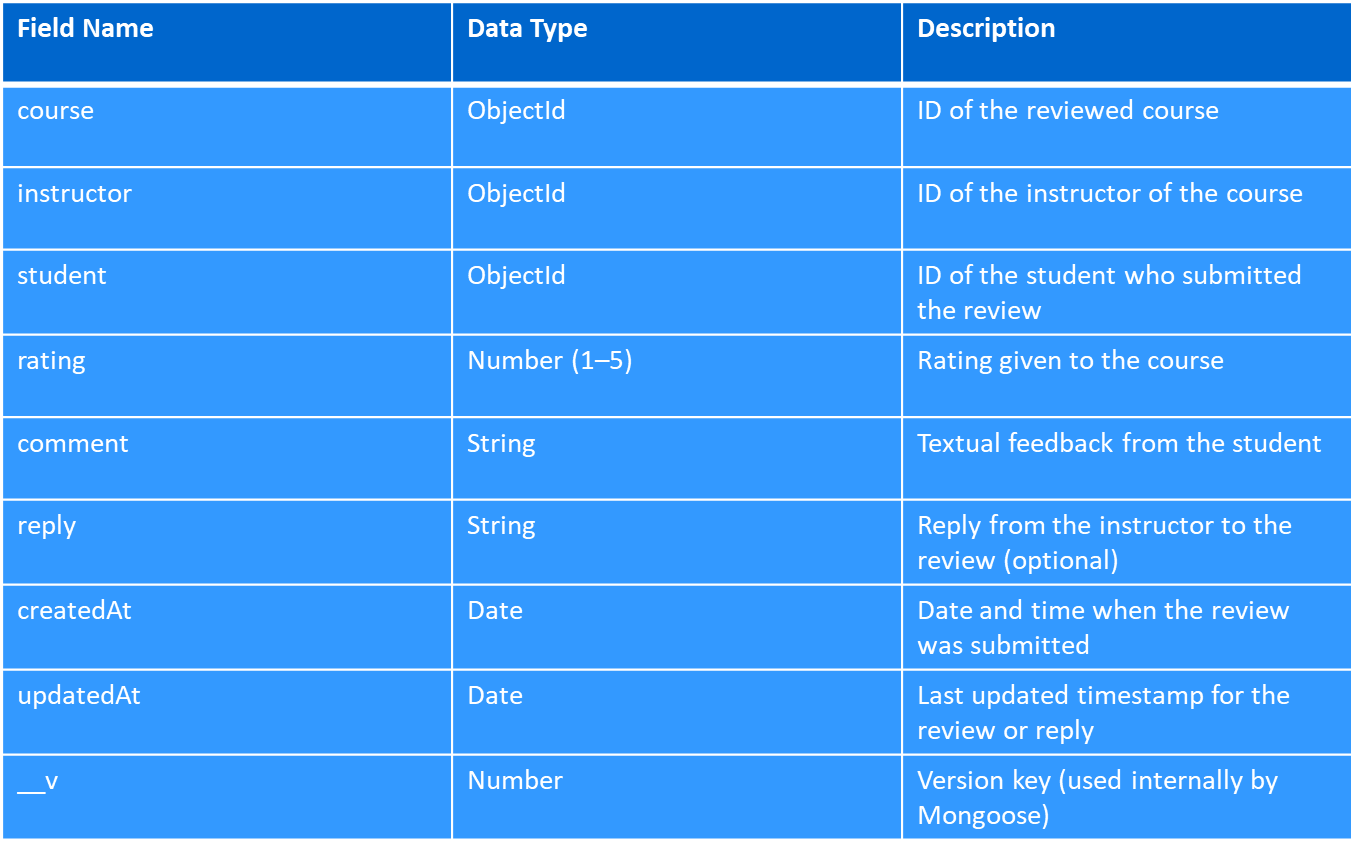 Field Name Data Type Description
course ObjectId ID of the reviewed course
instructor ObjectId ID of the instructor of the course
student ObjectId ID of the student who submitted
the review
rating Number (1–5) Rating given to the course
comment String Textual feedback from the student
reply String Reply from the instructor to the
review (optional)
createdAt Date Date and time when the review
was submitted
updatedAt Date Last updated timestamp for the
review or reply
__v Number Version key (used internally by
Mongoose)